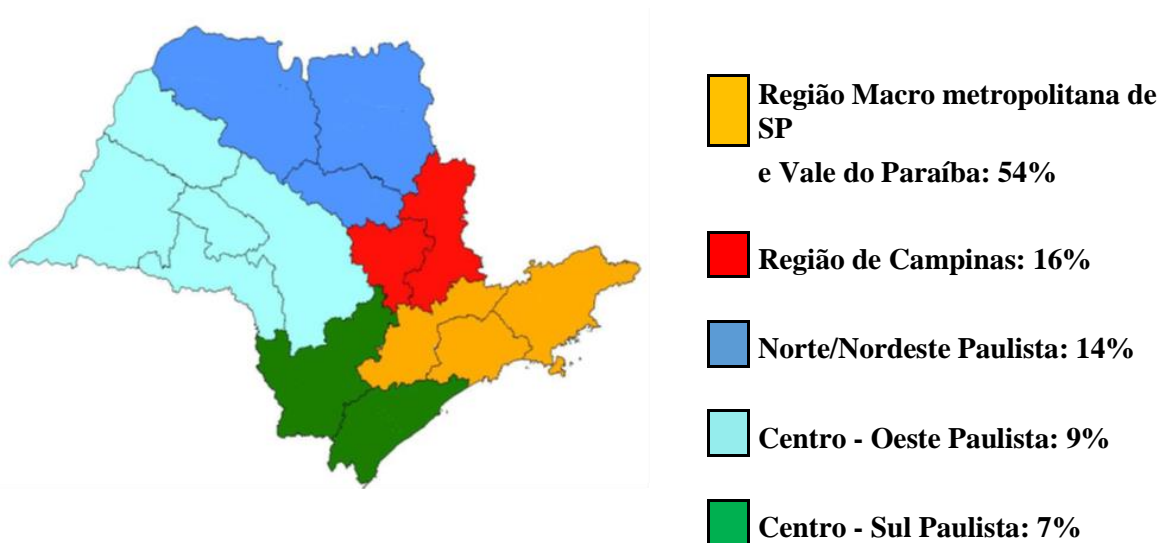 Região Macro metropolitana de
SP
e Vale do Paraíba: 54%
Região de Campinas: 16%
Norte/Nordeste Paulista: 14%
Centro - Oeste Paulista: 9%
Centro - Sul Paulista: 7%